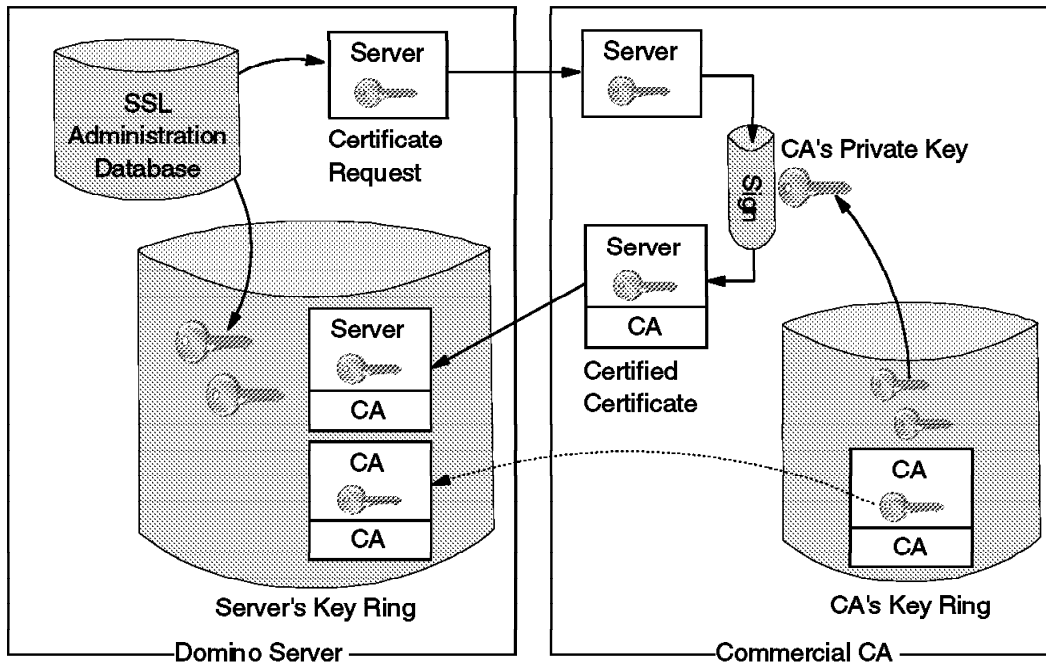 SSL
Administration
Database
Server
Certificate
Request
Server
Sign
CA's Private Key
Server
CA
Certified
Certificate
Server
CA
CA
CA
Server's Key Ring
CA
CA
CA's Key Ring
Domino Server
Commercial CA